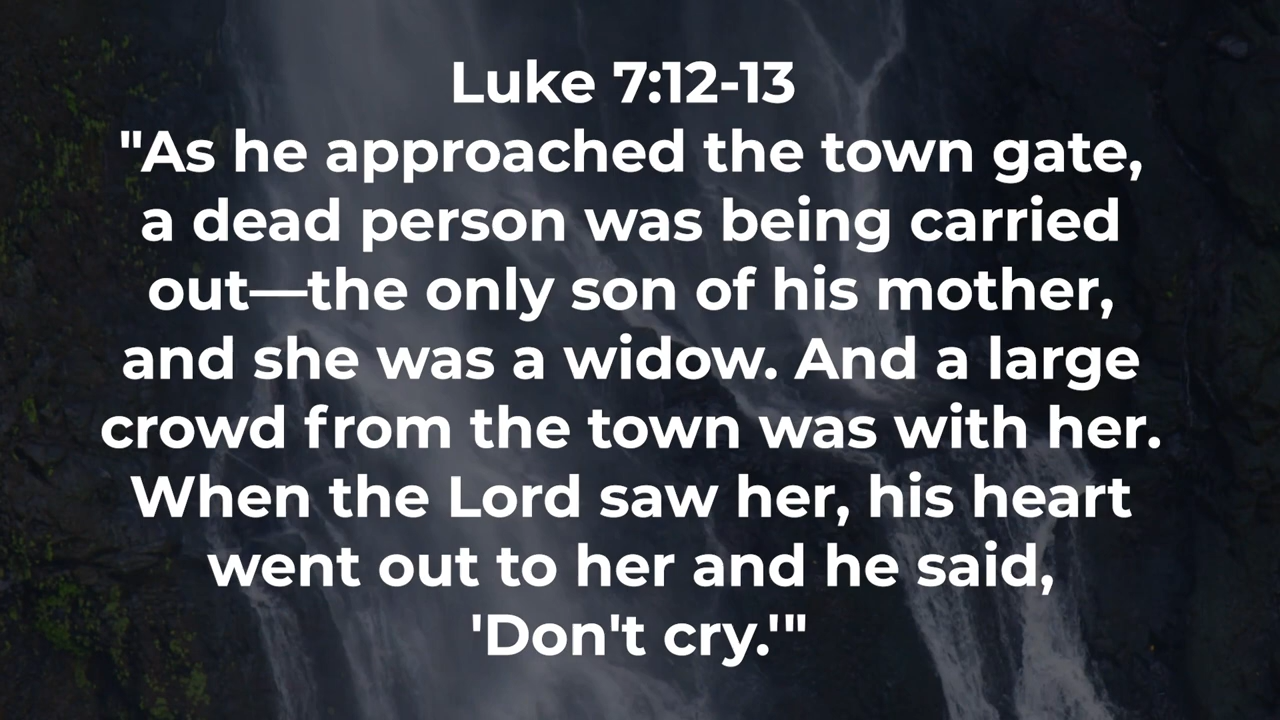 Luke 7:12-13
"As he approached the town gate,
a dead person was being carried
out—the only son of his mother,
and she was a widow. And a large
crowd from the town was with her.
When the Lord saw her, his heart
went out to her and he said,
'Don't cry.'"